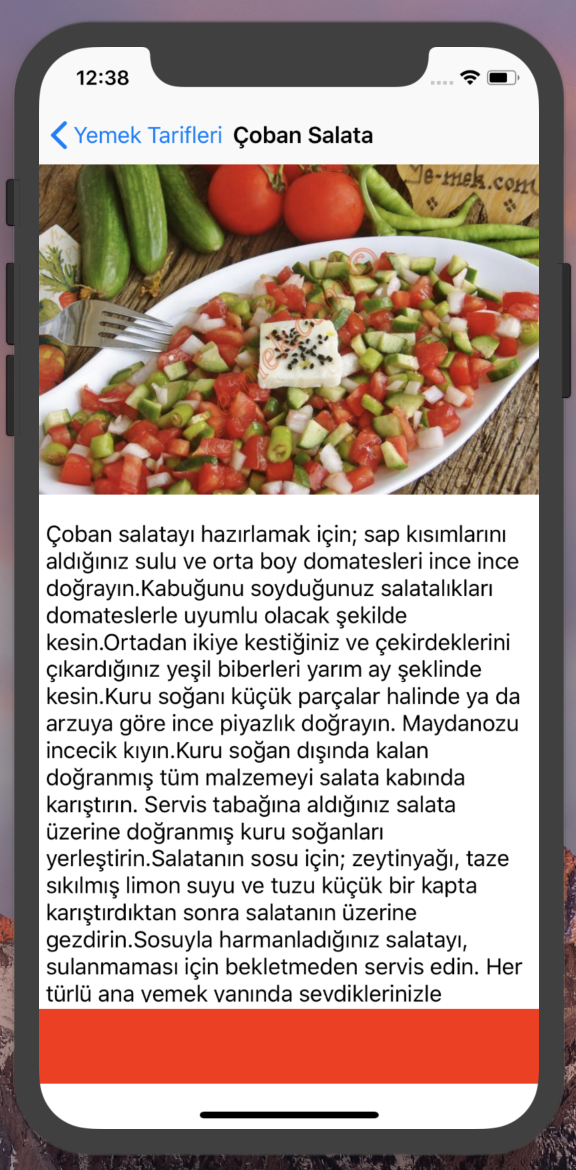 12:38
Yemek Tarifleri Çoban Salata
Ye-mek.com
Çoban salatayı hazırlamak için; sap kısımlarını
aldığınız sulu ve orta boy domatesleri ince ince
doğrayın.Kabuğunu soyduğunuz salatalıkları
domateslerle uyumlu olacak şekilde
kesin.Ortadan ikiye kestiğiniz ve çekirdeklerini
çıkardığınız yeşil biberleri yarım ay şeklinde
kesin.Kuru soğanı küçük parçalar halinde ya da
arzuya göre ince piyazlık doğrayın. Maydanozu
incecik kıyın.Kuru soğan dışında kalan
doğranmış tüm malzemeyi salata kabında
karıştırın. Servis tabağına aldığınız salata
üzerine doğranmış kuru soğanları
yerleştirin.Salatanın sosu için; zeytinyağı, taze
sıkılmış limon suyu ve tuzu küçük bir kapta
karıştırdıktan sonra salatanın üzerine
gezdirin.Sosuyla harmanladığınız salatayı,
sulanmaması için bekletmeden servis edin. Her
türlü ana yemek yanında sevdiklerinizle